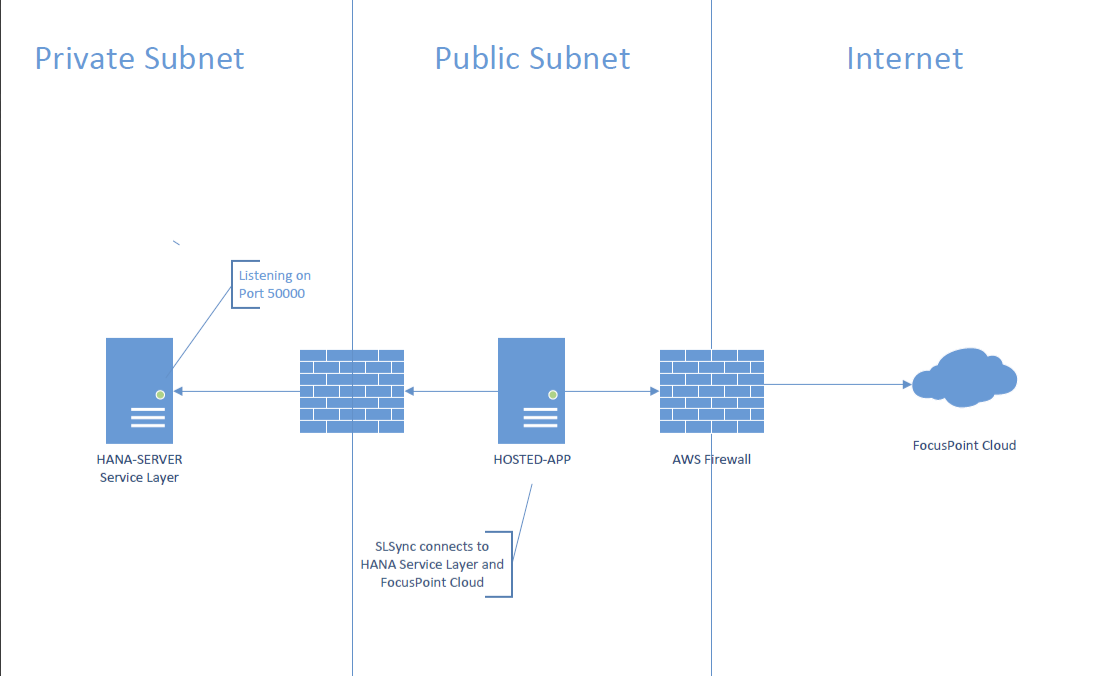 Private Subnet
Public Subnet
Internet
Listening on
Port 50000
HANA-SERVER
Service Layer
HOSTED-APP
AWS Firewall
FocusPoint Cloud
SLSync connects to
HANA Service Layer and
FocusPoint Cloud